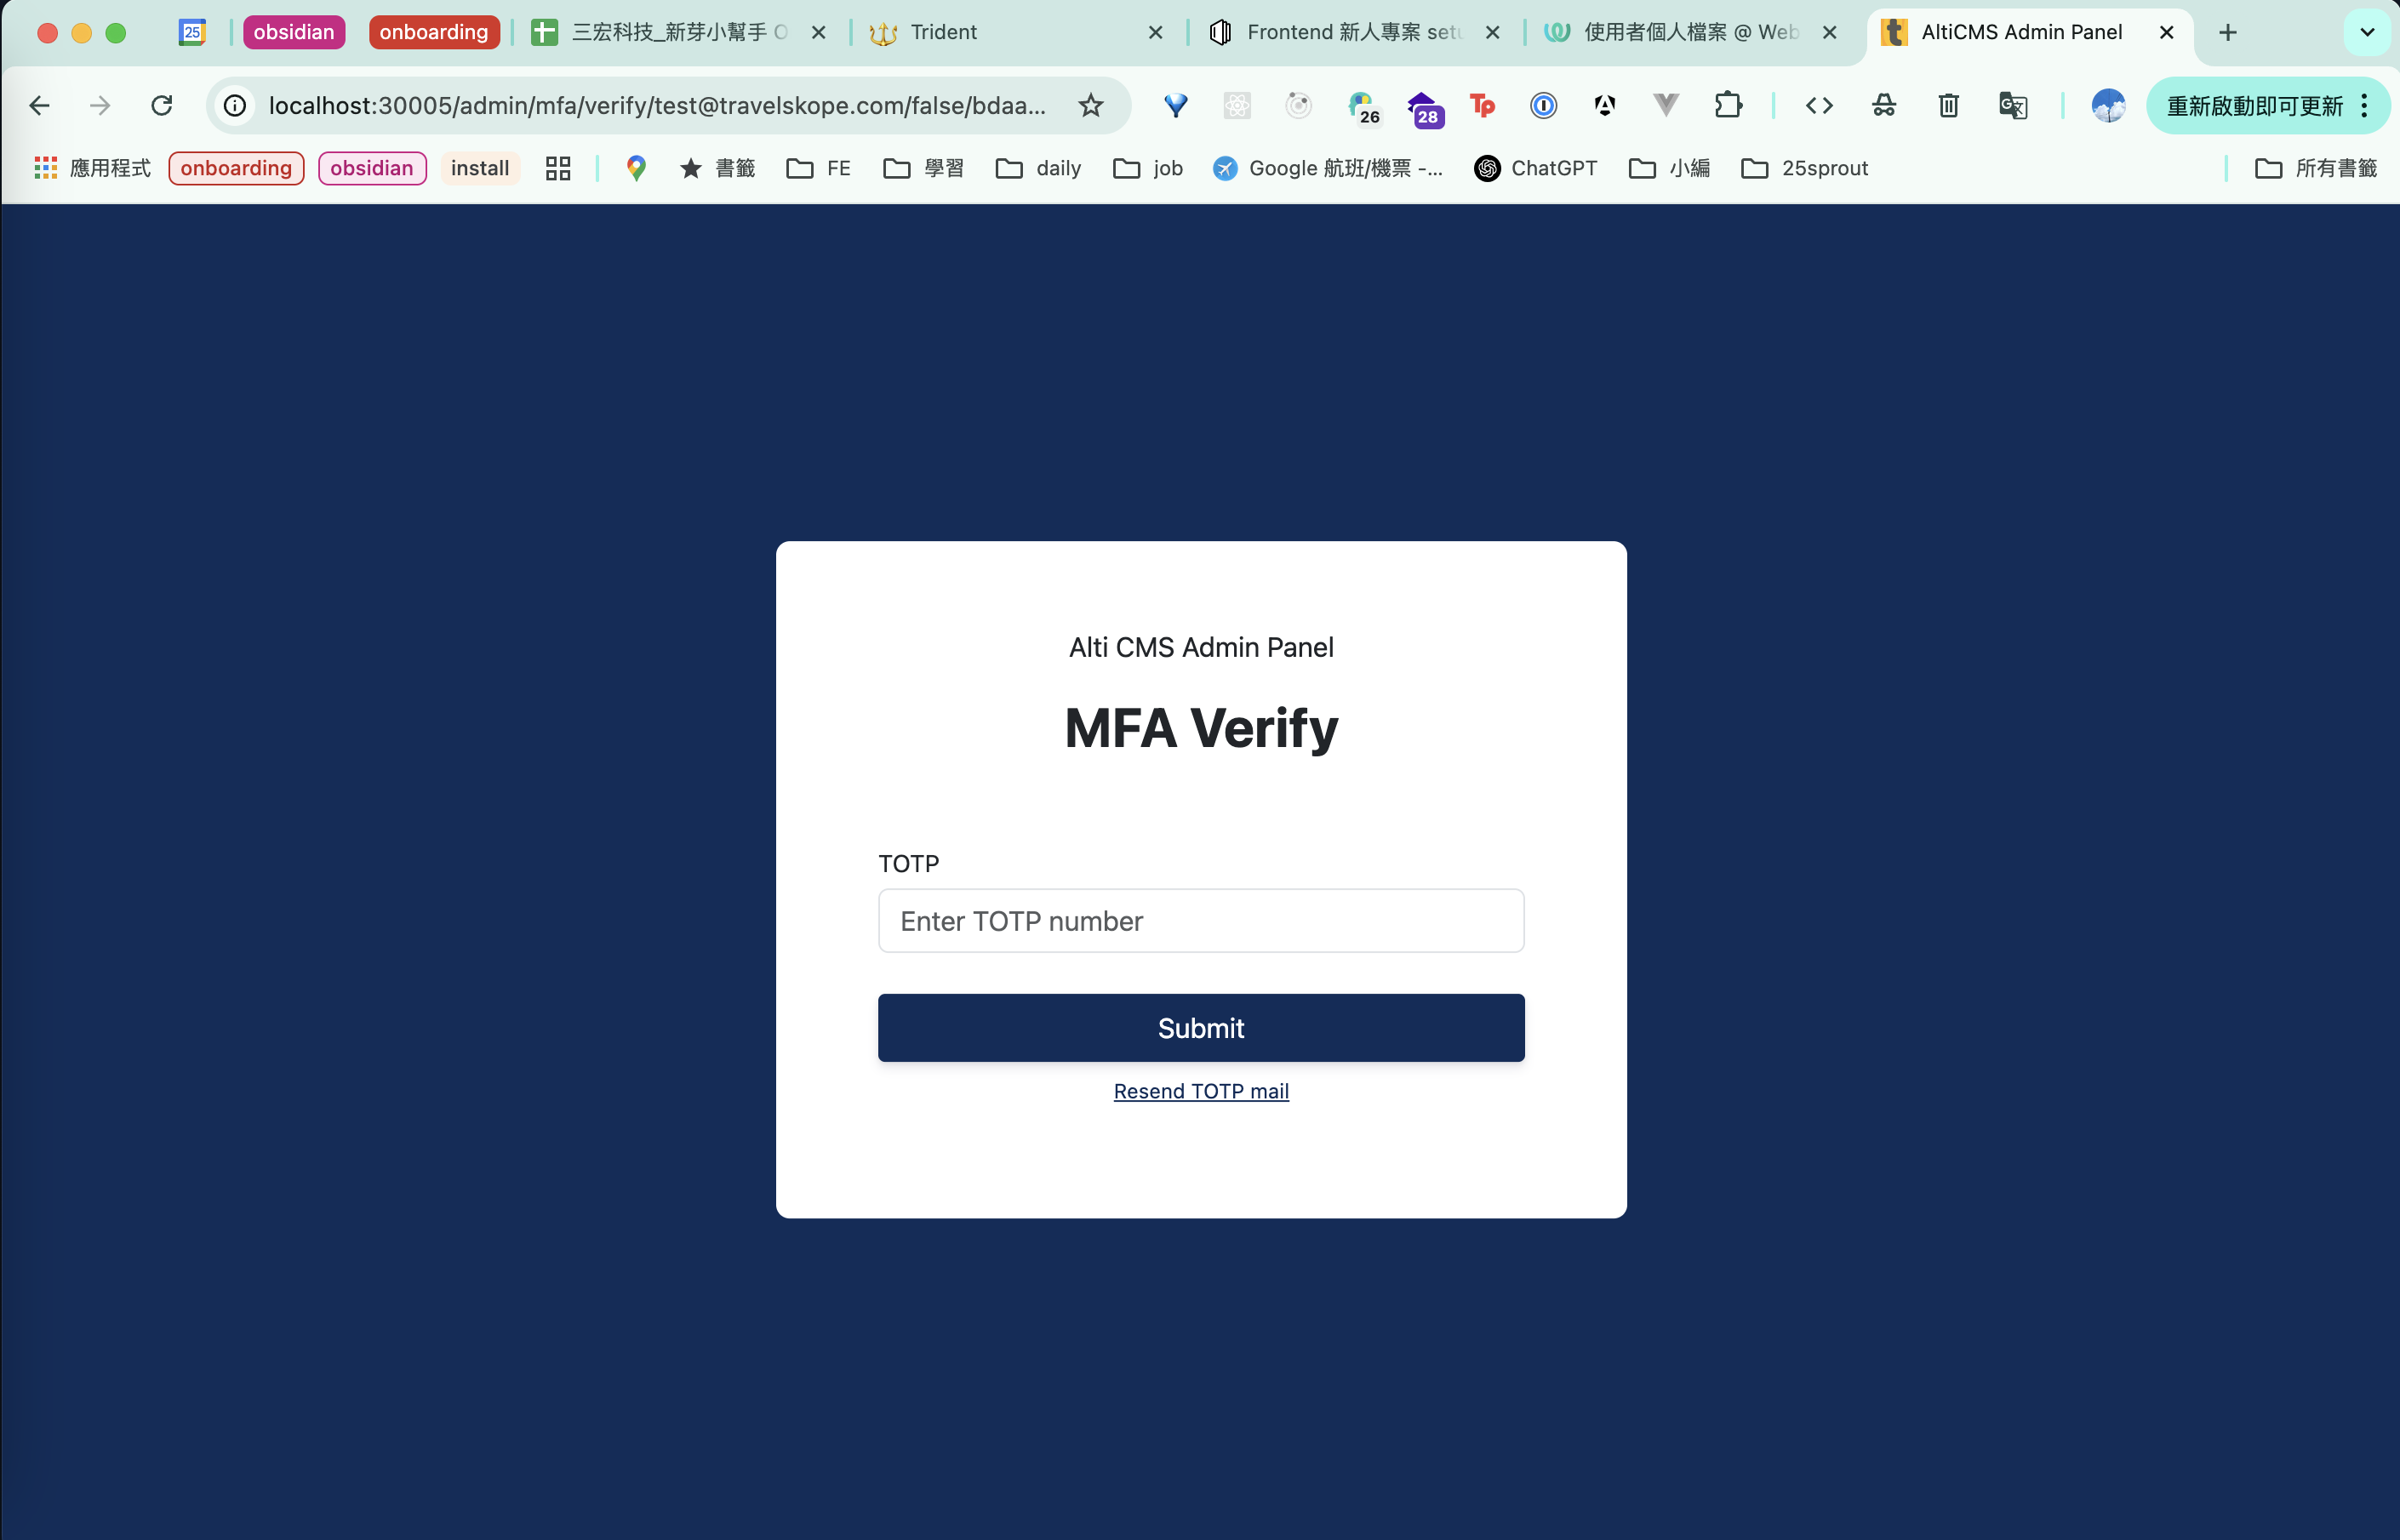 25
obsidian
onboarding
三宏科技_新芽小幫手 O
Trident
Frontend 新人專案 setu
使用者個人檔案 @ Web
AltiCMS Admin Panel
localhost:30005/admin/mfa/verify/test@travelskope.com/false/bdaa...
26
28
Tp
重新啟動即可更新
應用程式
onboarding
obsidian
install
書籤
FE
學習
daily
job
Google 航班/機票 -...
ChatGPT
小編
25sprout
所有書籤
Alti CMS Admin Panel
MFA Verify
TOTP
Enter TOTP number
Submit
Resend TOTP mail